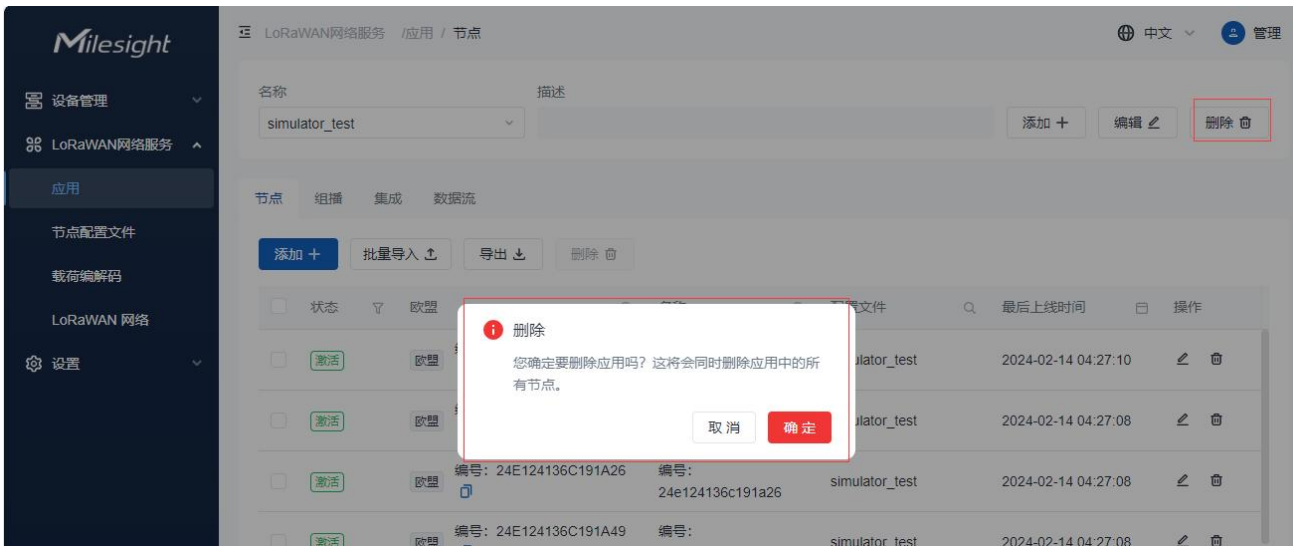 Milesight
LoRaWAN网络服务 /应用 / 节点
中文
管理
设备管理
LoRaWAN网络服务
应用
节点配置文件
载荷编解码
LoRaWAN 网络
设置
名称
描述
simulator_test
添加 +
编辑
删除
节点 组播 集成 数据流
添加 +
批量导入
导出
删除
状态 欧盟 配置文件 最后上线时间 操作
激活 欧盟 ulator_test 2024-02-14 04:27:10
激活 欧盟 ulator_test 2024-02-14 04:27:08
删除
您确定要删除应用吗？这将会同时删除应用中的所
有节点。
取消
确定
激活 欧盟 编号: 24E124136C191A26 编号:
24e124136c191a26 simulator_test 2024-02-14 04:27:08
激活 欧盟 编号: 24E124136C191A49 编号:
simulator_test 2024-02-14 04:27:08